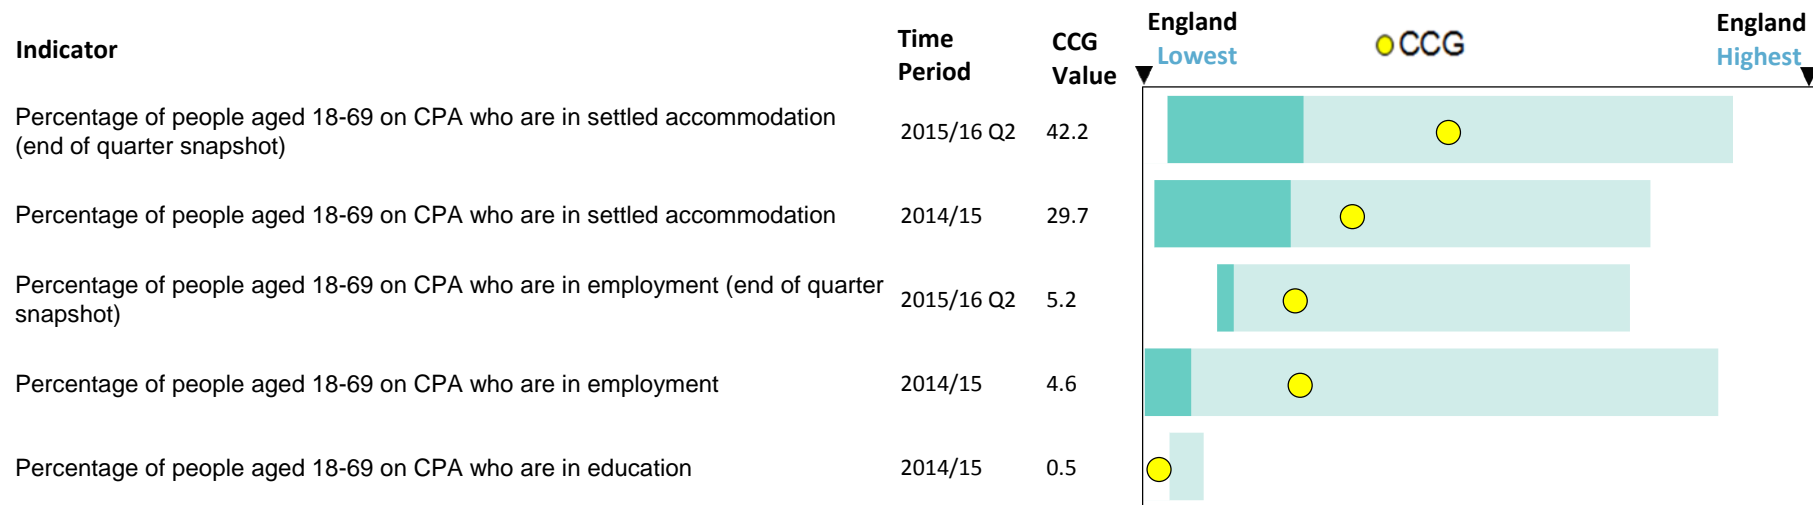 Indicator
Time Period
CCG Value
England Lowest
CCG
England Highest
Percentage of people aged 18-69 on CPA who are in settled accommodation
(end of quarter snapshot)
2015/16 Q2
42.2
Percentage of people aged 18-69 on CPA who are in settled accommodation
2014/15
29.7
Percentage of people aged 18-69 on CPA who are in employment (end of quarter
snapshot)
2015/16 Q2
5.2
Percentage of people aged 18-69 on CPA who are in employment
2014/15
4.6
Percentage of people aged 18-69 on CPA who are in education
2014/15
0.5